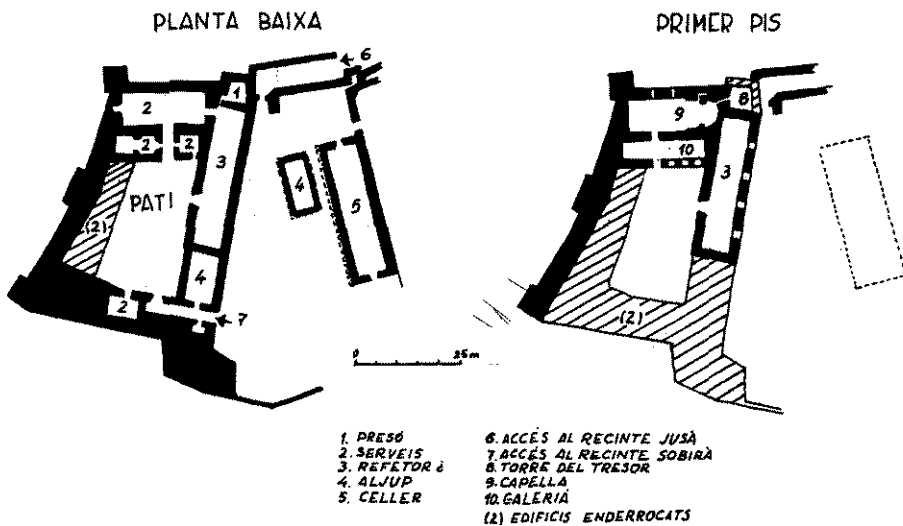 PLANTA BAIXA
PRIMER PIS
6
1
2
2
2
3
4
5
PATI
(2)
4
2
7
8
9
10
3
(2)
0 25m
1. PRESÓ
2. SERVEIS
3. REFETOR
4. ALJUP
5. CELLER
6. ACCÉS AL RECINTE JUSÀ
7. ACCÉS AL RECINTE SOBIRÀ
8. TORRE DEL TRESOR
9. CAPELLA
10. GALERIA
(2) EDIFICIS ENDERROCATS